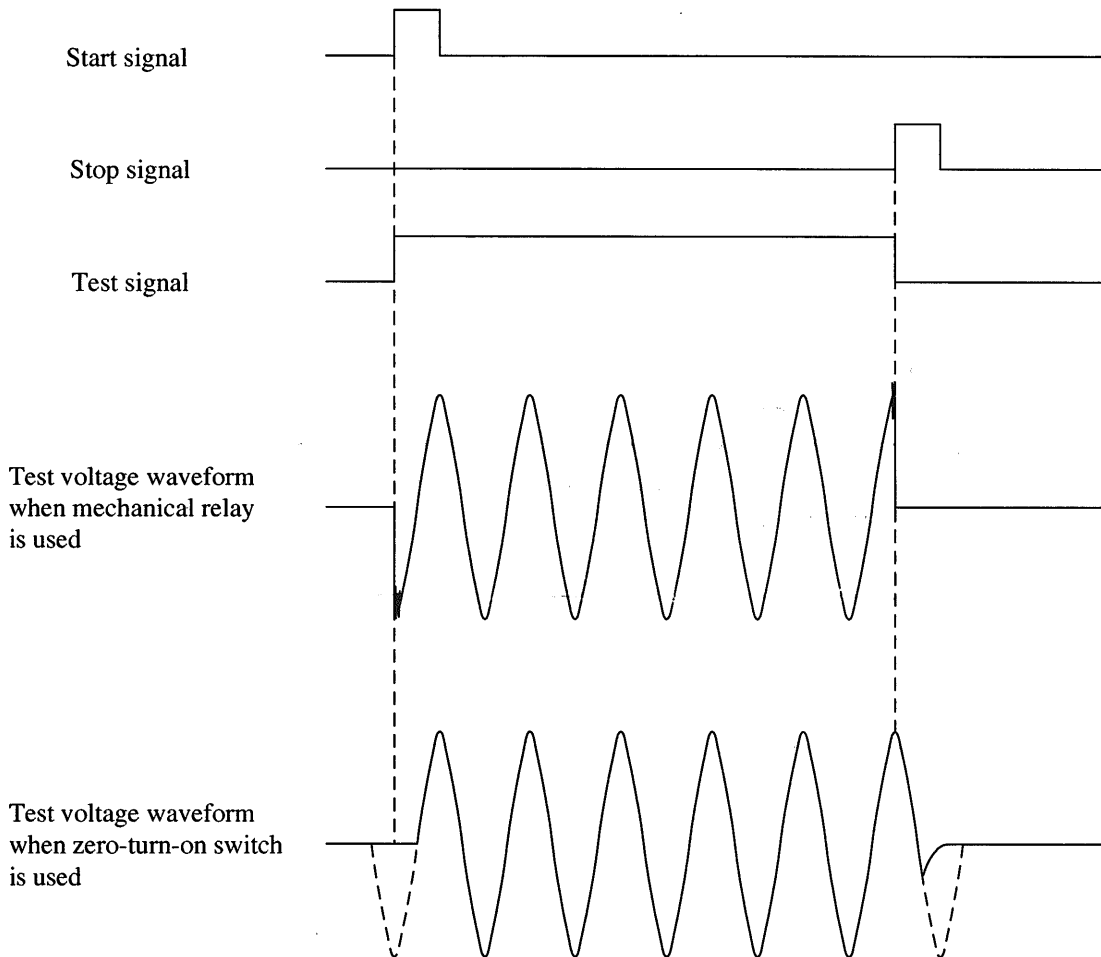 Start signal
Stop signal
Test signal
Test voltage waveform
when mechanical relay
is used
Test voltage waveform
when zero-turn-on switch
is used